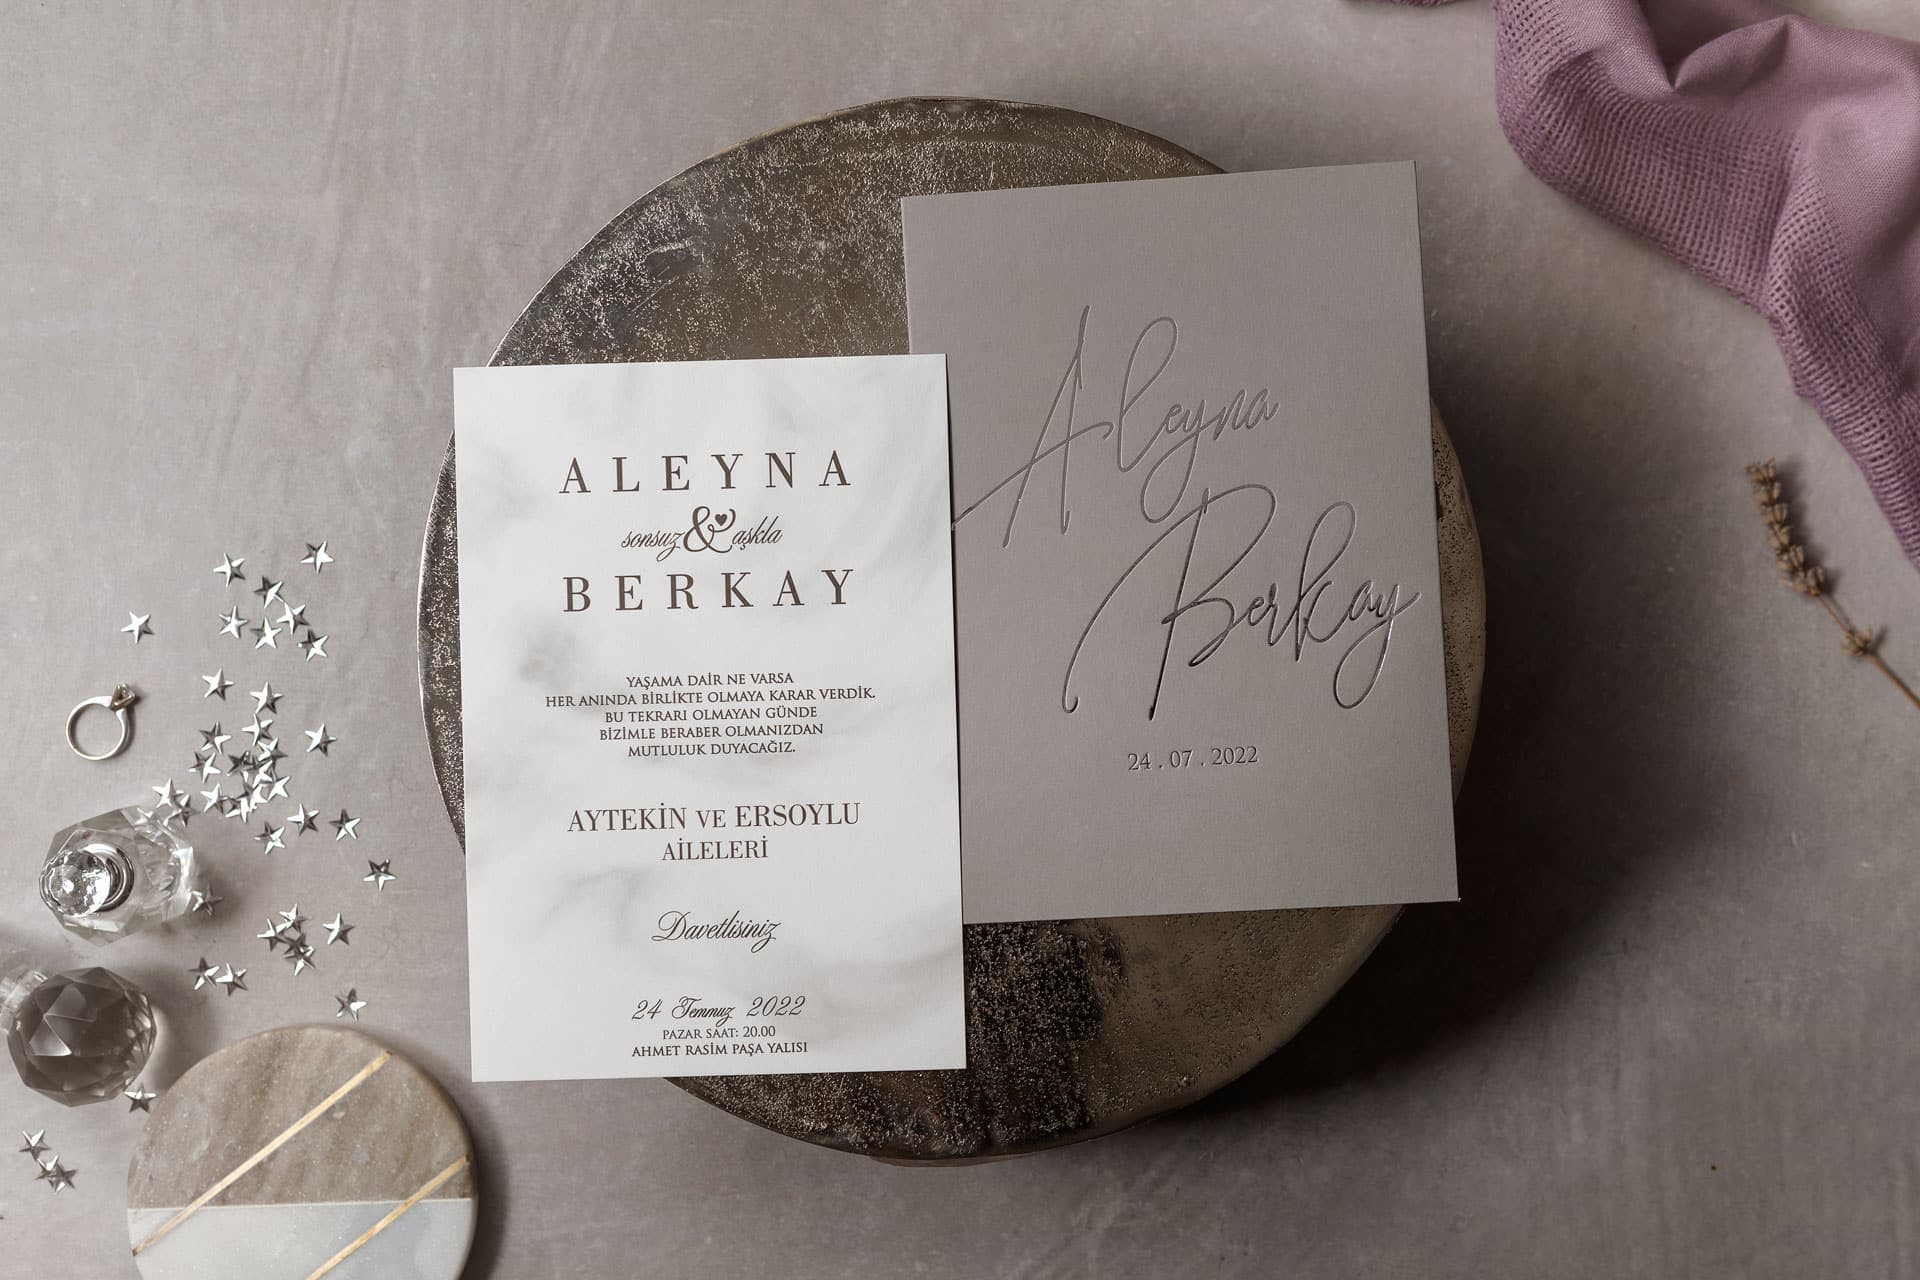 ALEYNA
sonsuz & aşkla
BERKAY
YAŞAMA DAİR NE VARSA
HER ANINDA BİRLİKTE OLMAYA KARAR VERDİK.
BU TEKRARI OLMAYAN GÜNDE
BİZİMLE BERABER OLMANIZDAN
MUTLULUK DUYACAĞIZ.
AYTEKİN VE ERSOYLU
AİLELERİ
Davetlisiniz
24 Temmuz 2022
PAZAR SAAT: 20.00
AHMET RASİM PAŞA YALISI
Aleyna
Berkay
24 . 07 . 2022